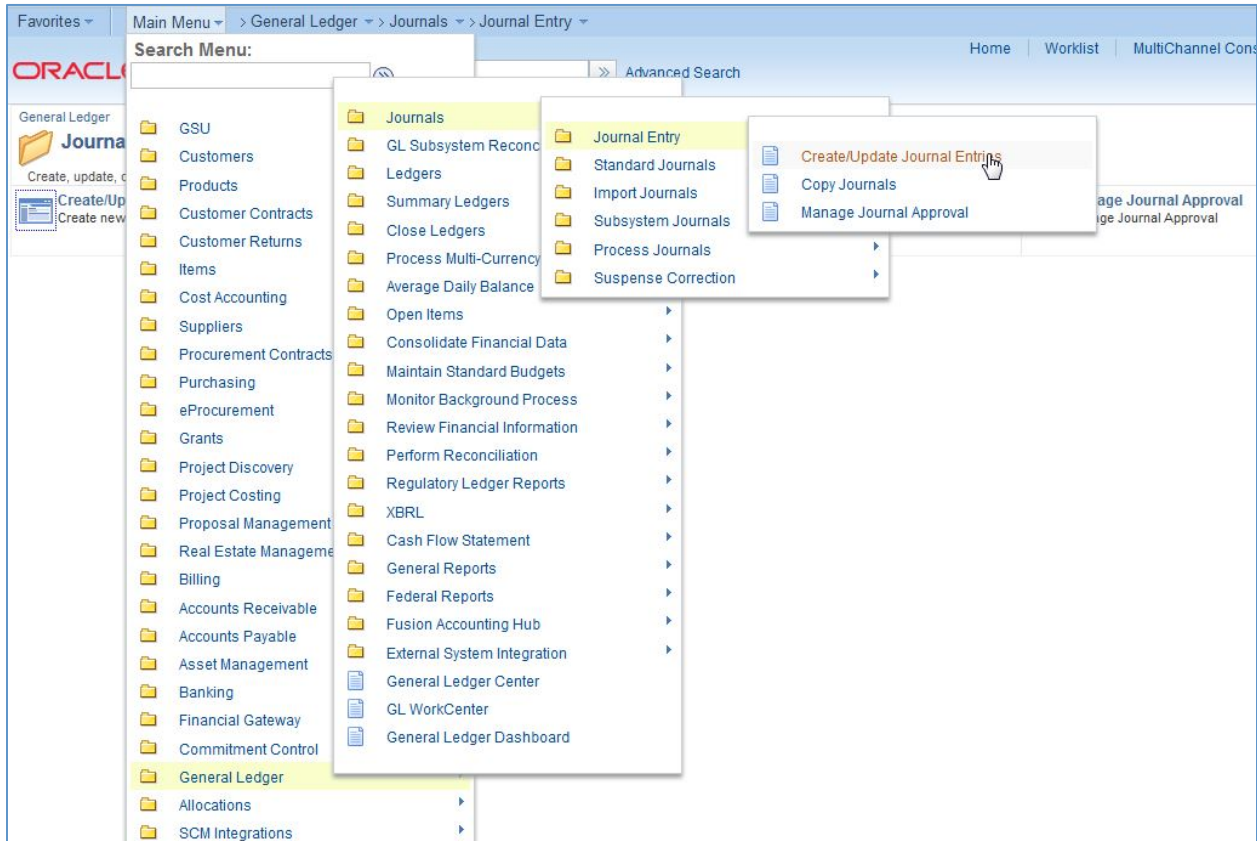 Favorites
Main Menu
> General Ledger
> Journals
> Journal Entry
Search Menu:
Home
Worklist
MultiChannel Cons
ORACL
Advanced Search
General Ledger
Journa
Create, update, c
Create/Up
Create new
age Journal Approval
ge Journal Approval
GSU
Customers
Products
Customer Contracts
Customer Returns
Items
Cost Accounting
Suppliers
Procurement Contracts
Purchasing
eProcurement
Grants
Project Discovery
Project Costing
Proposal Management
Real Estate Manageme
Billing
Accounts Receivable
Accounts Payable
Asset Management
Banking
Financial Gateway
Commitment Control
General Ledger
Allocations
SCM Integrations
Journals
GL Subsystem Reconc
Ledgers
Summary Ledgers
Close Ledgers
Process Multi-Currency
Average Daily Balance
Open Items
Consolidate Financial Data
Maintain Standard Budgets
Monitor Background Process
Review Financial Information
Perform Reconciliation
Regulatory Ledger Reports
XBRL
Cash Flow Statement
General Reports
Federal Reports
Fusion Accounting Hub
External System Integration
General Ledger Center
GL WorkCenter
General Ledger Dashboard
Journal Entry
Standard Journals
Import Journals
Subsystem Journals
Process Journals
Suspense Correction
Create/Update Journal Entries
Copy Journals
Manage Journal Approval